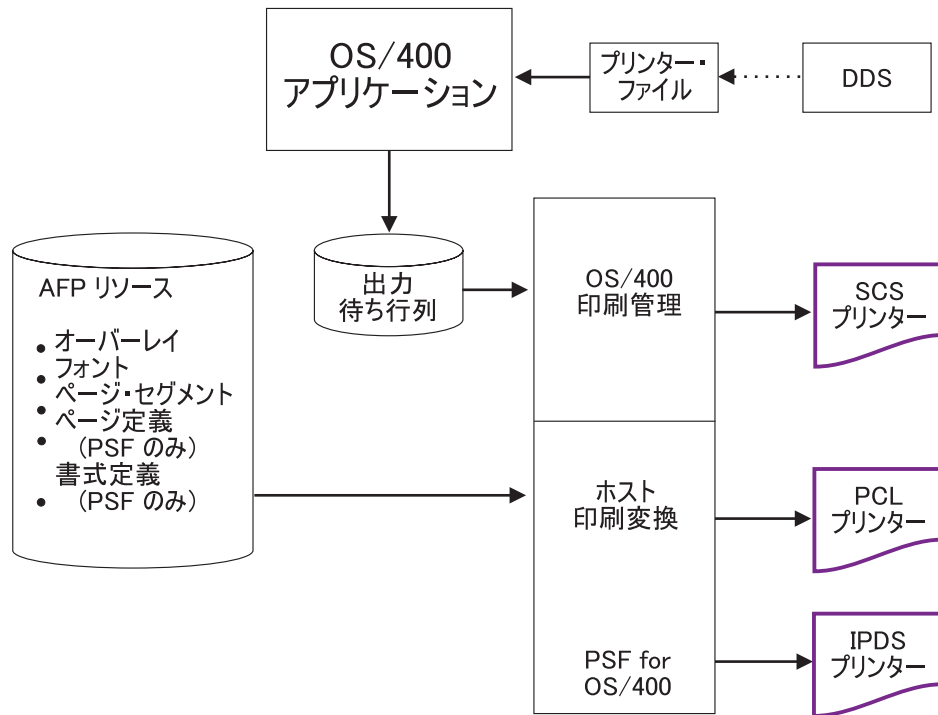 OS/400
アプリケーション
プリンター・
ファイル
DDS
AFP リソース
• オーバーレイ
• フォント
• ページ・セグメント
• ページ定義
(PSF のみ)
• 書式定義
(PSF のみ)
出力
待ち行列
OS/400
印刷管理
SCS
プリンター
ホスト
印刷変換
PCL
プリンター
PSF for
OS/400
IPDS
プリンター